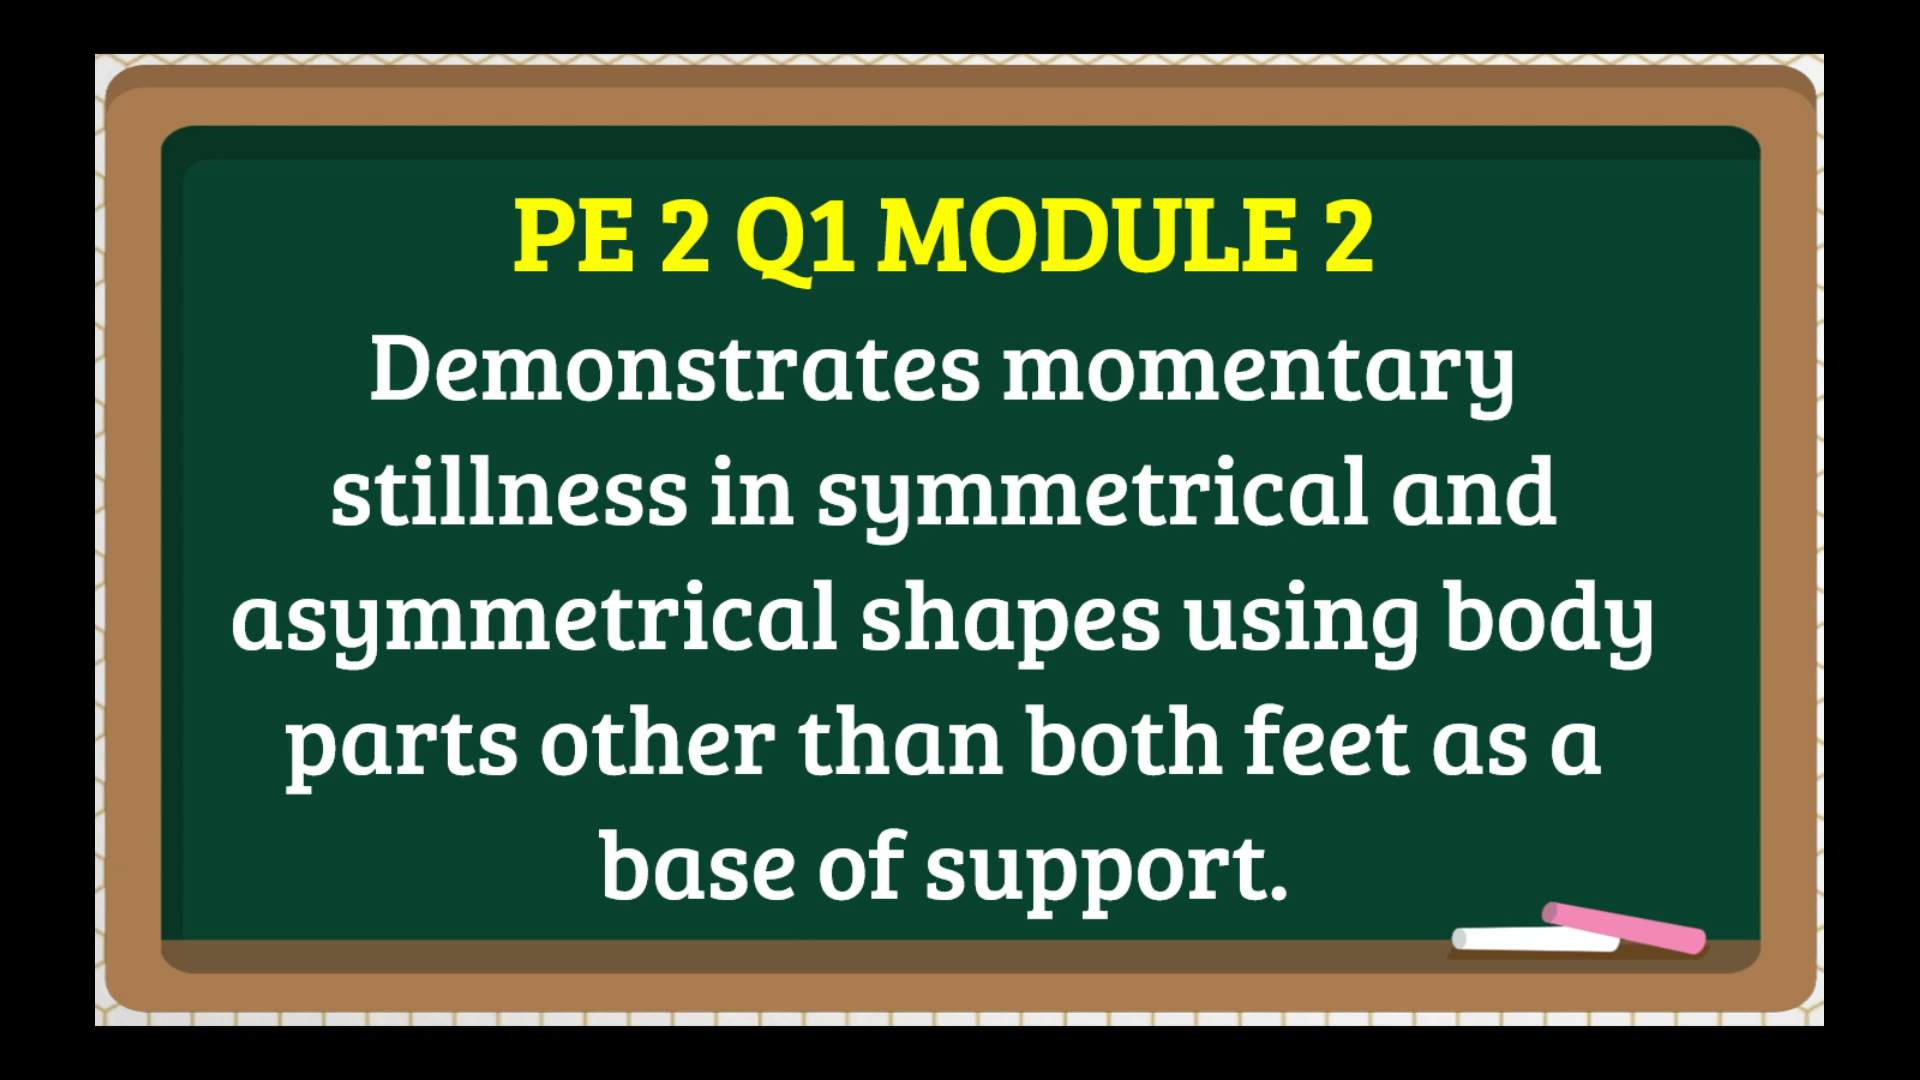 PE 2 Q1 MODULE 2
Demonstrates momentary
stillness in symmetrical and
asymmetrical shapes using body
parts other than both feet as a
base of support.